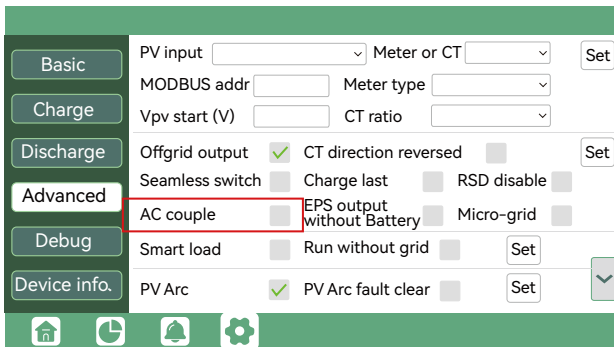 Basic
Charge
Discharge
Advanced
Debug
Device info.
PV input Meter or CT Set
MODBUS addr Meter type
Vpv start (V) CT ratio
Offgrid output CT direction reversed Set
Seamless switch Charge last RSD disable
AC couple EPS output without Battery Micro-grid
Smart load Run without grid Set
PV Arc PV Arc fault clear Set